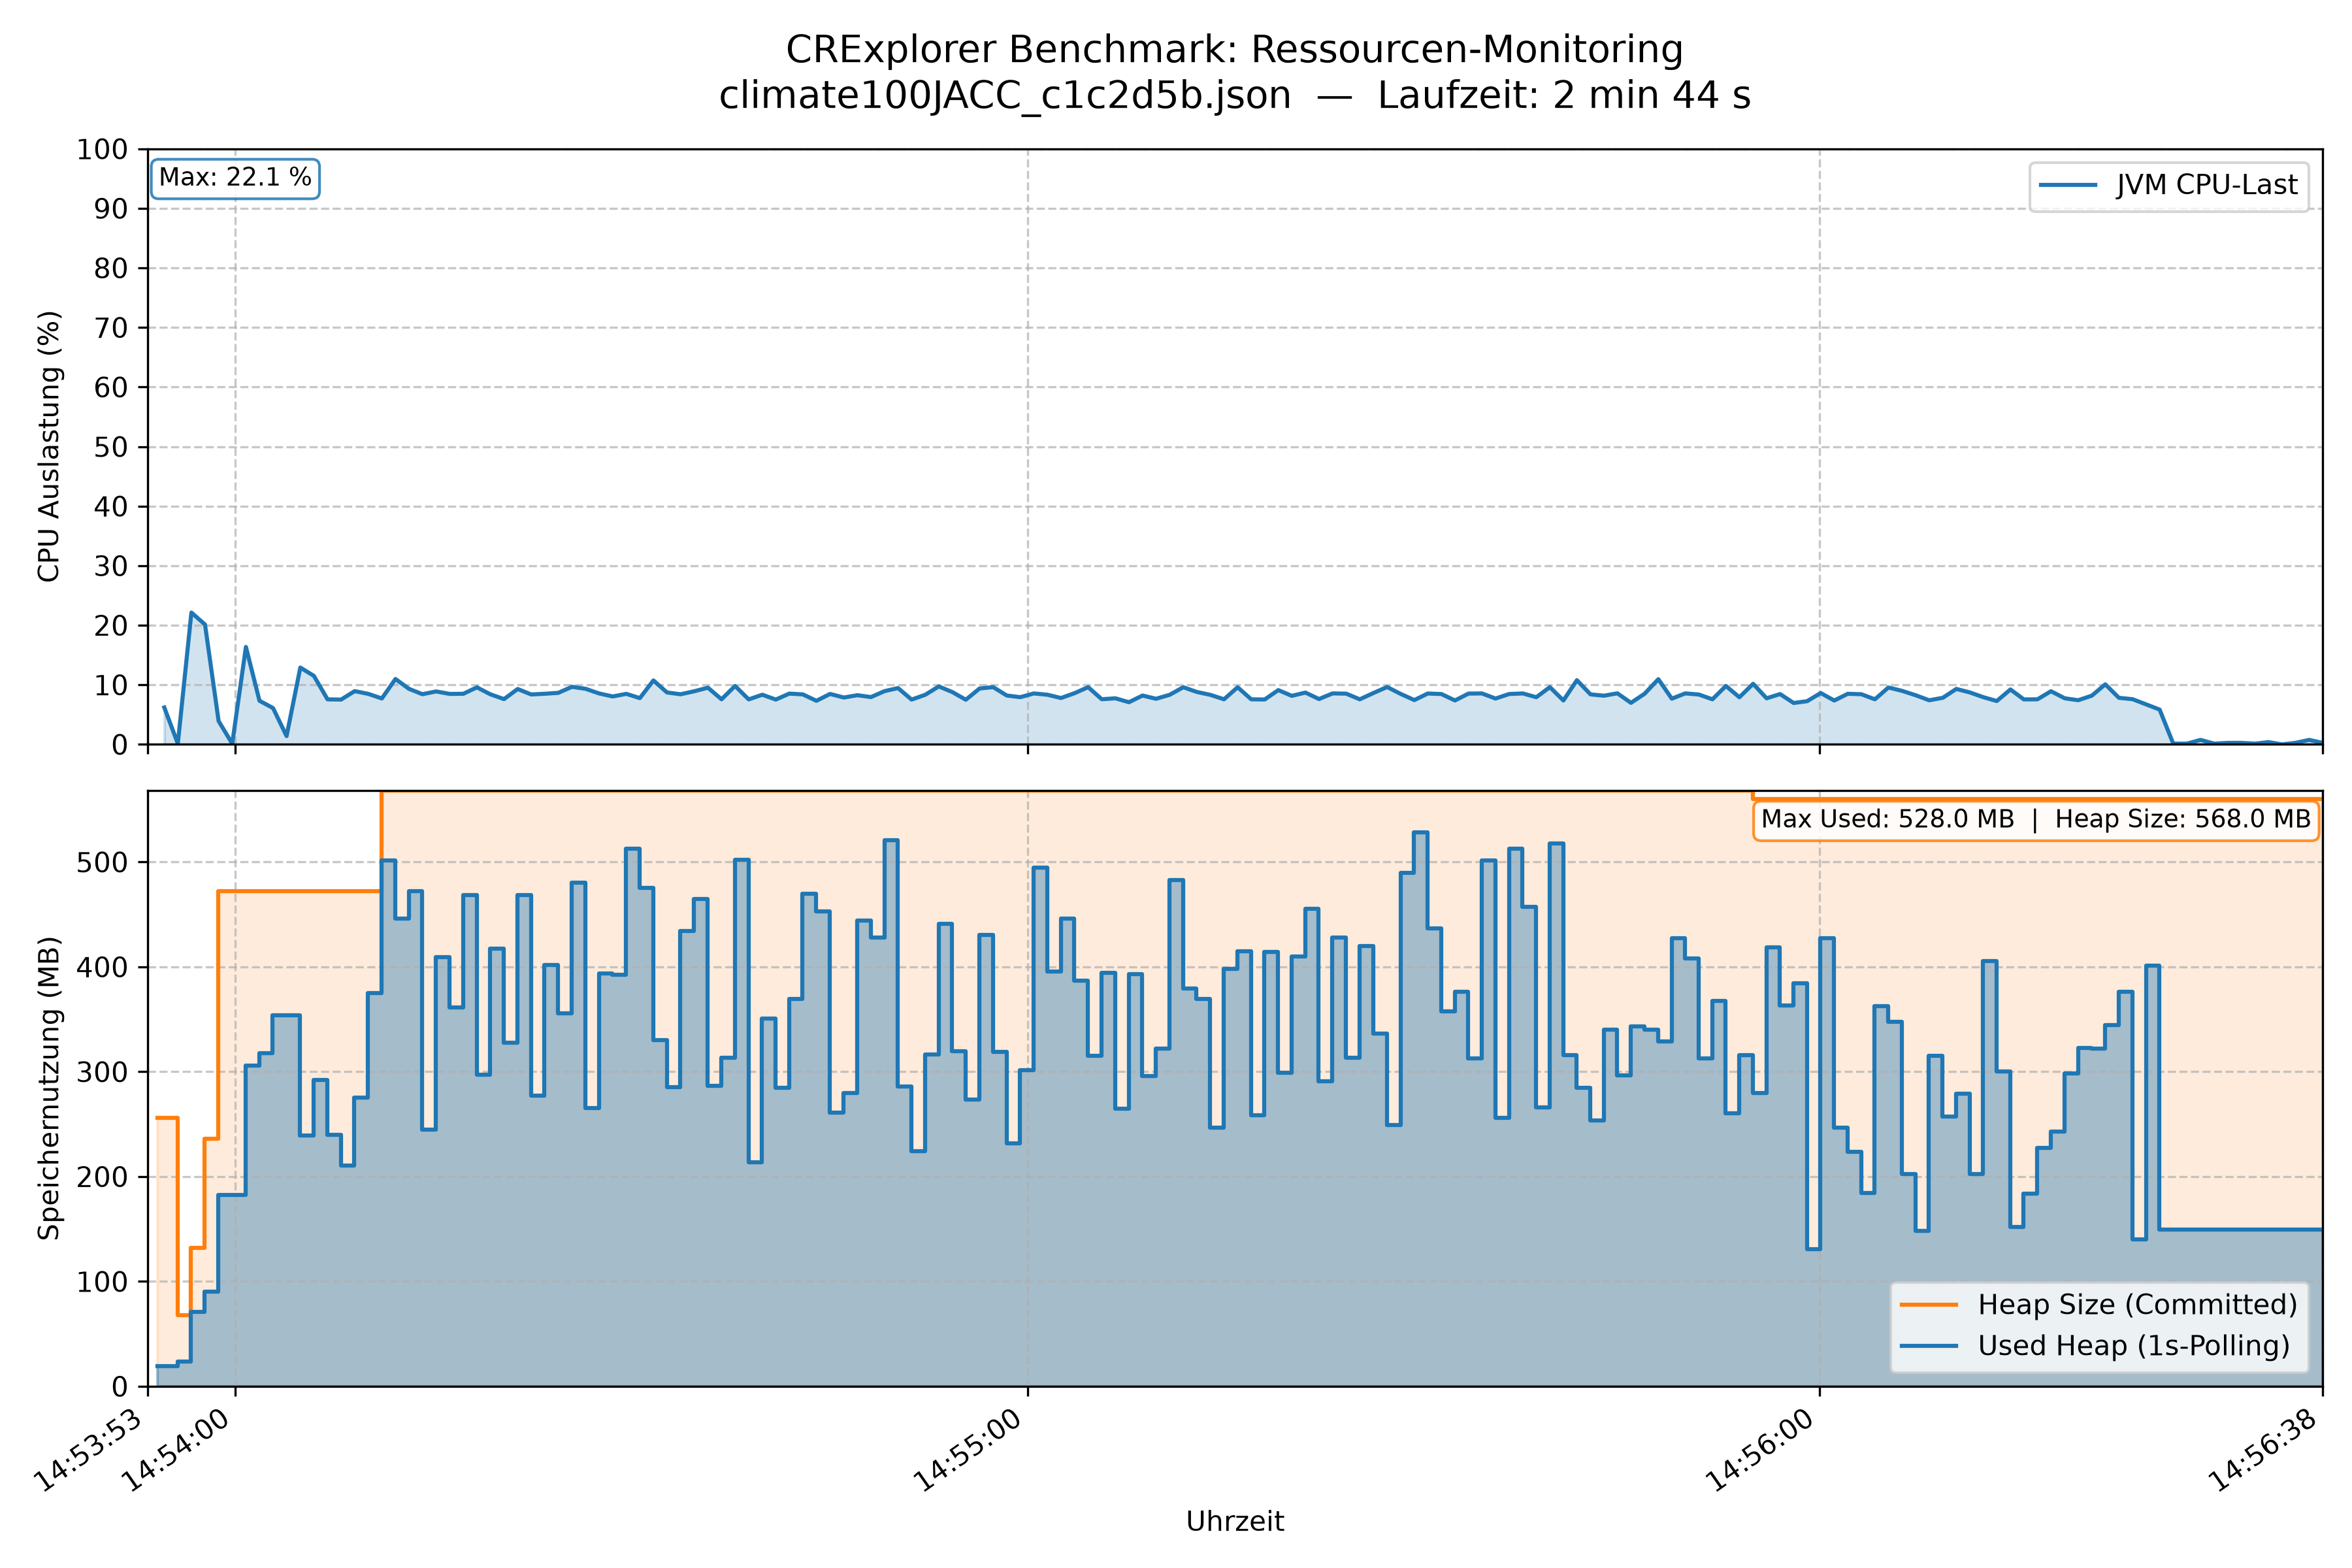 CRExplorer Benchmark: Ressourcen-Monitoring
climate100JACC_c1c2d5b.json — Laufzeit: 2 min 44 s
100
90
80
70
60
50
40
30
20
10
0
CPU Auslastung (%)
Max: 22.1 %
JVM CPU-Last
500
400
300
200
100
0
Speichernutzung (MB)
Max Used: 528.0 MB | Heap Size: 568.0 MB
Heap Size (Committed)
Used Heap (1s-Polling)
14:53:53
14:54:00
14:55:00
14:56:00
14:56:38
Uhrzeit